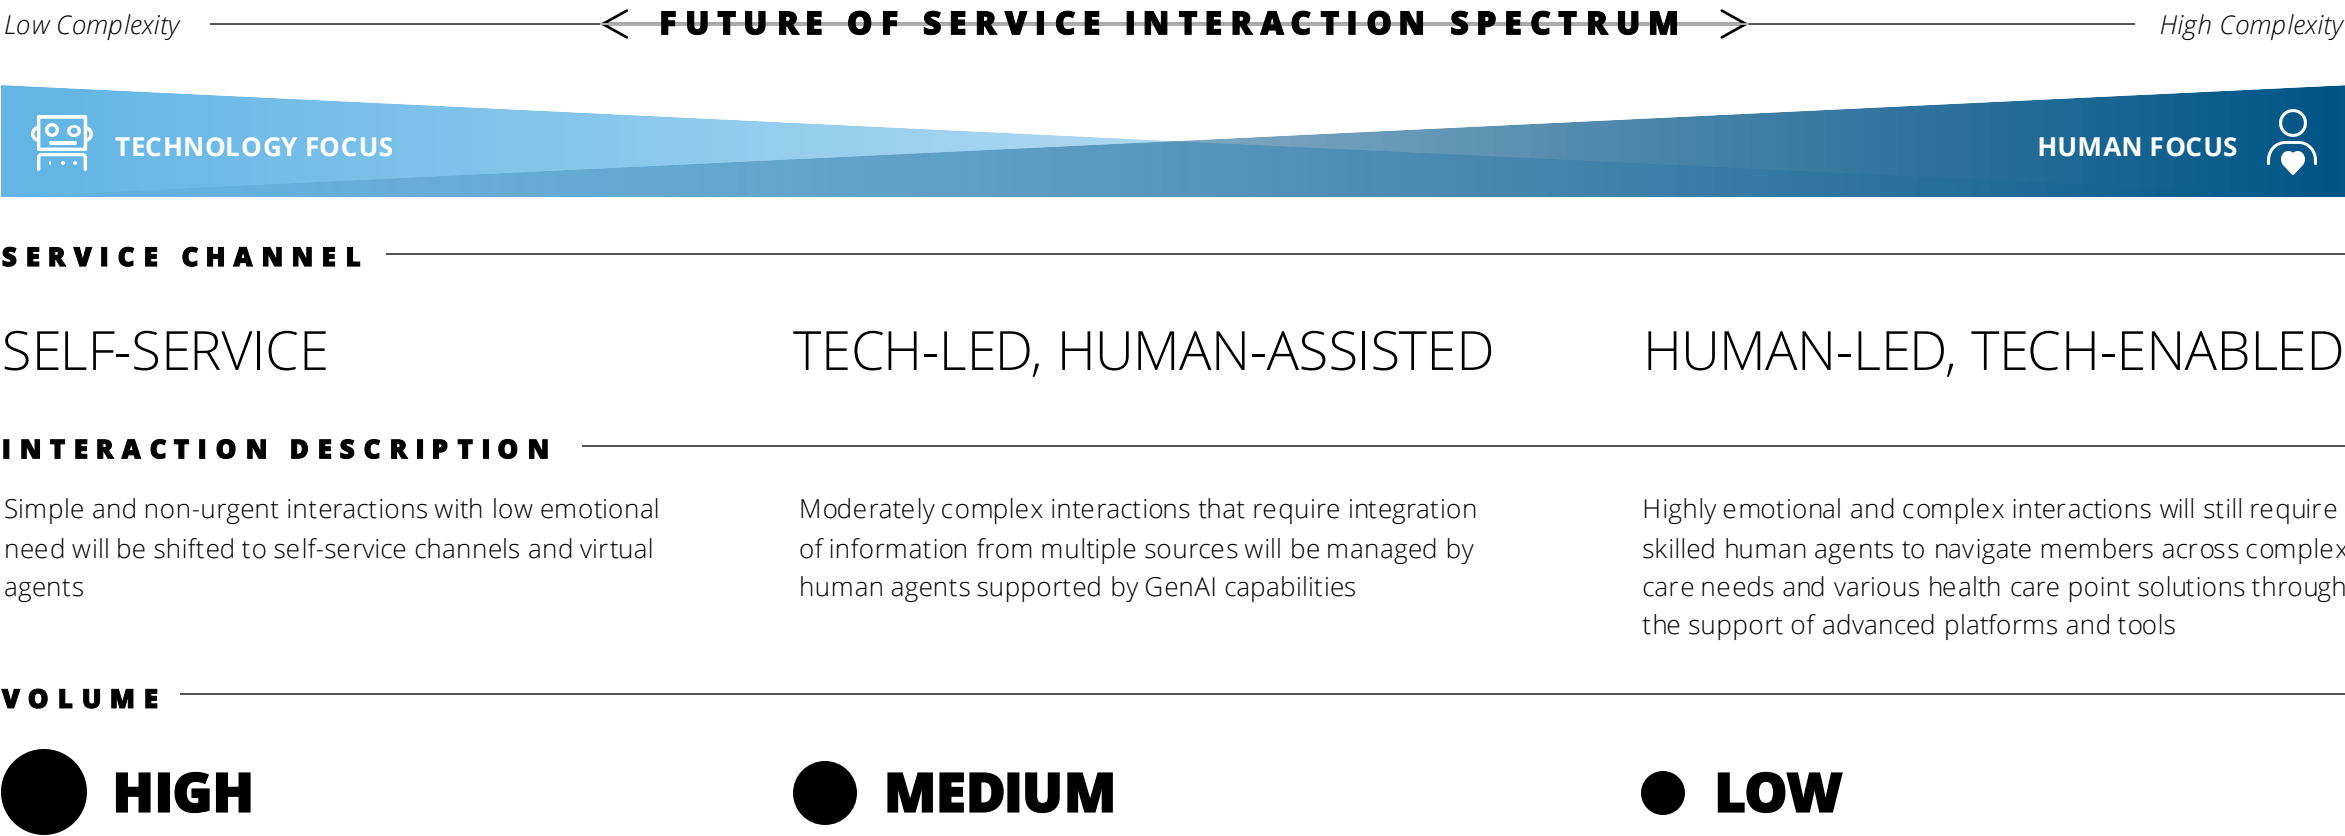 Low Complexity
FUTURE OF SERVICE INTERACTION SPECTRUM
High Complexity
TECHNOLOGY FOCUS
HUMAN FOCUS
SERVICE CHANNEL
SELF-SERVICE
TECH-LED, HUMAN-ASSISTED
HUMAN-LED, TECH-ENABLED
INTERACTION DESCRIPTION
Simple and non-urgent interactions with low emotional
need will be shifted to self-service channels and virtual
agents
Moderately complex interactions that require integration
of information from multiple sources will be managed by
human agents supported by GenAI capabilities
Highly emotional and complex interactions will still require
skilled human agents to navigate members across complex
care needs and various health care point solutions through
the support of advanced platforms and tools
VOLUME
HIGH
MEDIUM
LOW